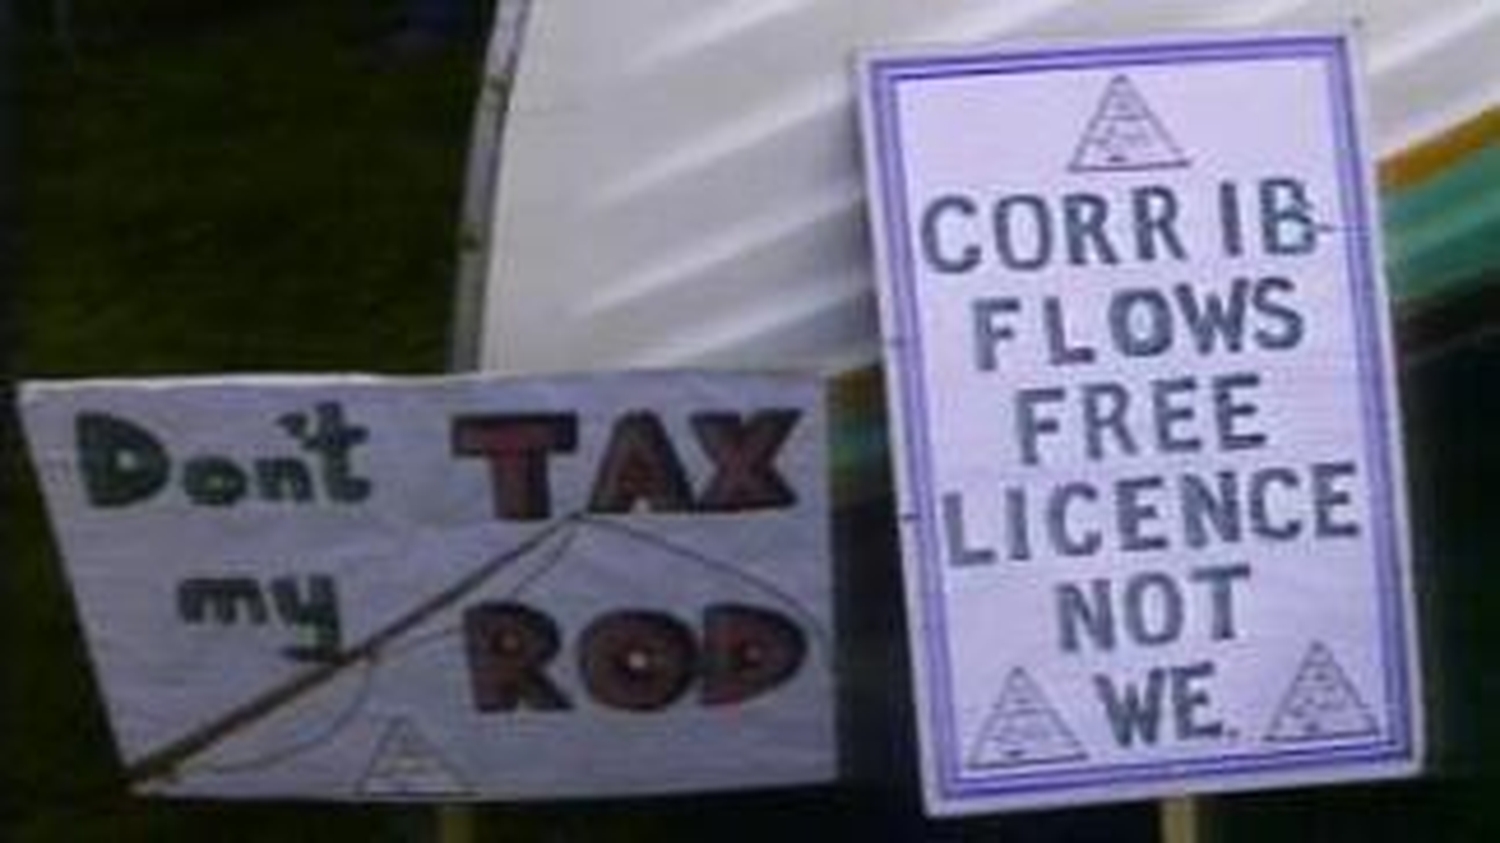 Don't TAX
my ROD
CORRIB
FLOWS
FREE
LICENCE
NOT
WE.